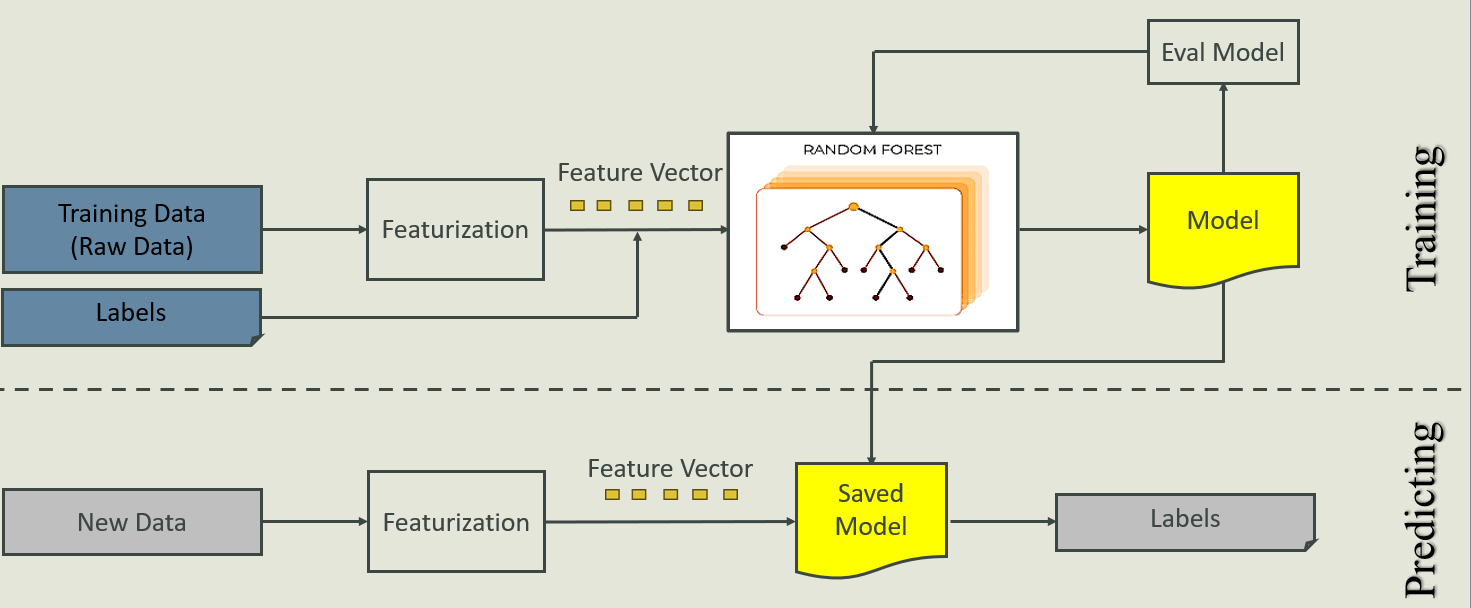 Eval Model
RANDOM FOREST
Feature Vector
Training Data
(Raw Data)
Featurization
Model
Training
Labels
Feature Vector
New Data
Featurization
Saved
Model
Labels
Predicting